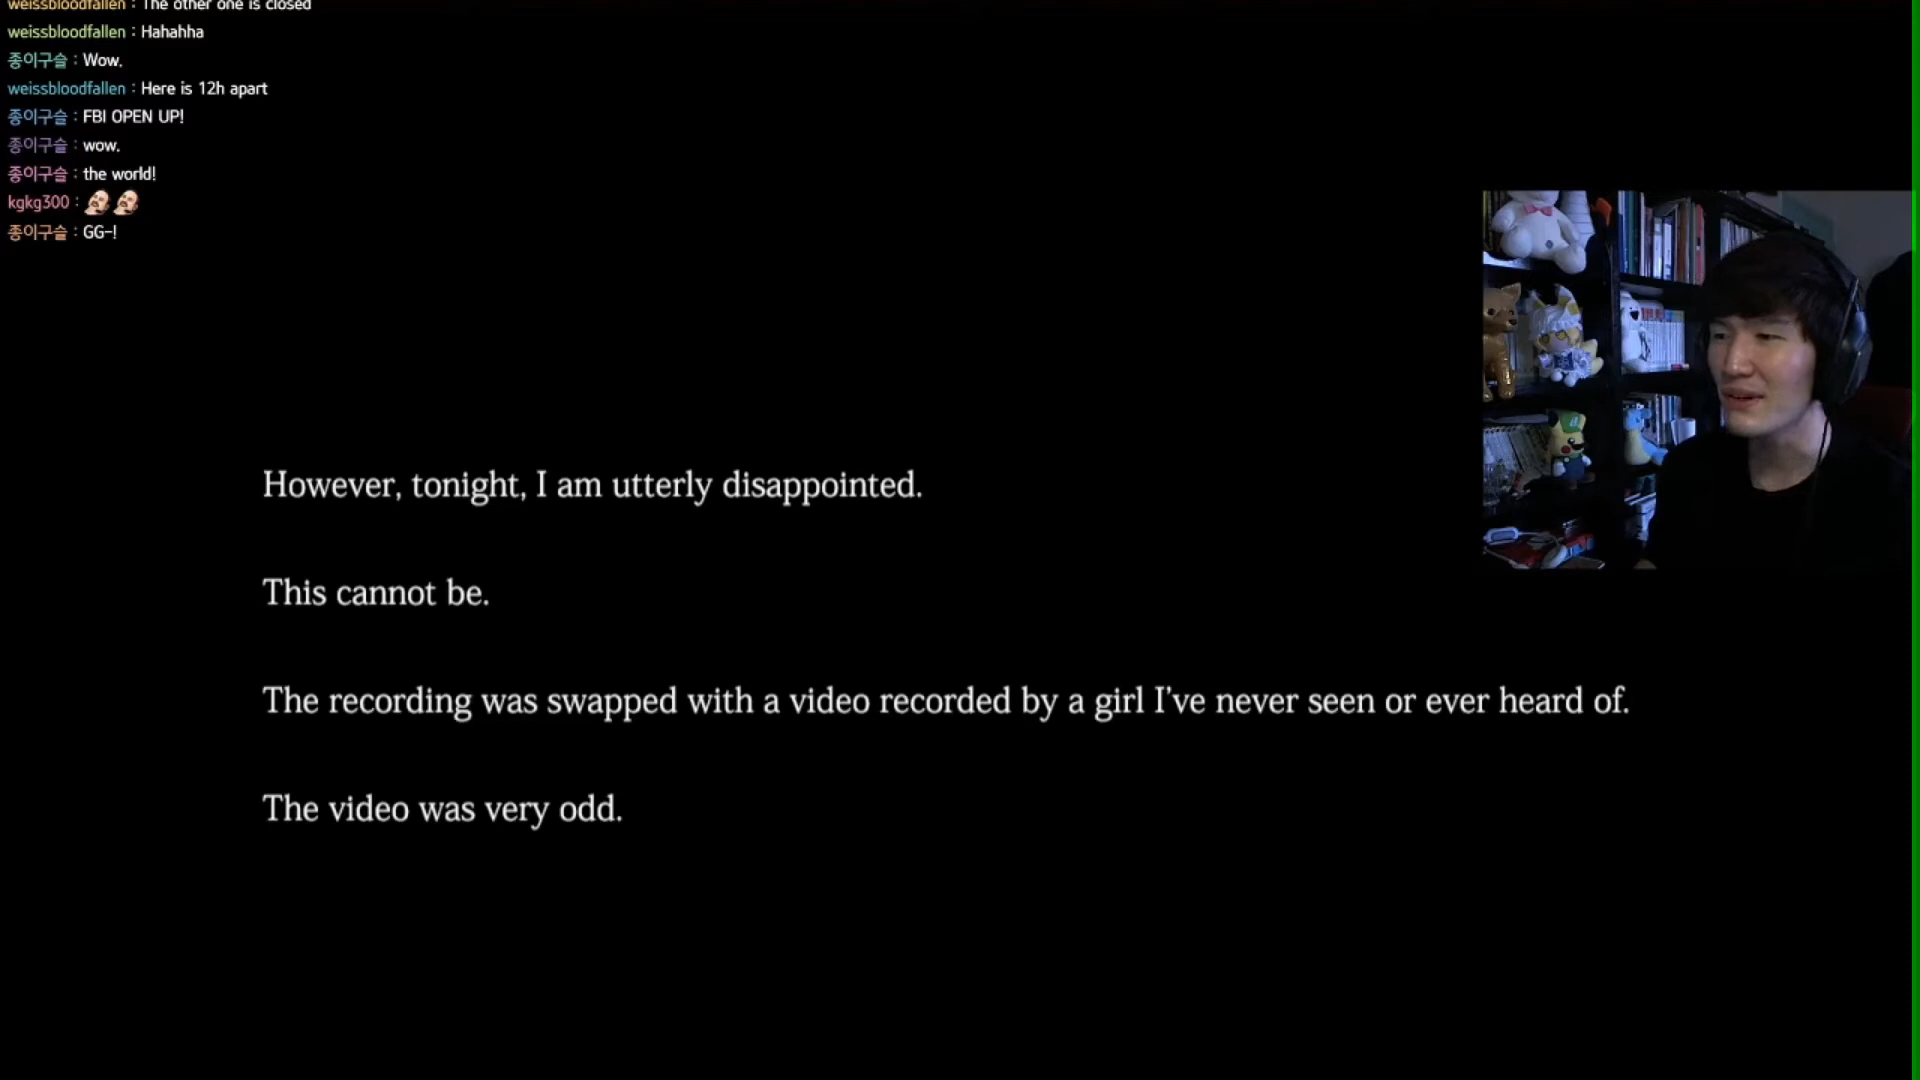 weissbloodfallen : The other one is closed
weissbloodfallen : Hahahha
종이구슬 : Wow.
weissbloodfallen : Here is 12h apart
종이구슬 : FBI OPEN UP!
종이구슬 : wow.
종이구슬 : the world!
kgkg300 :
종이구슬 : GG-!
However, tonight, I am utterly disappointed.
This cannot be.
The recording was swapped with a video recorded by a girl I've never seen or ever heard of.
The video was very odd.